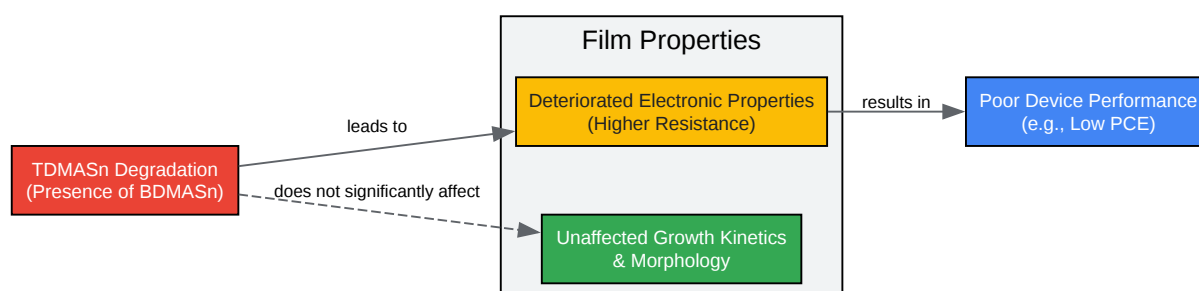 Film Properties
Deteriorated Electronic Properties
(Higher Resistance)
results in
Poor Device Performance
(e.g., Low PCE)
leads to
TDMASn Degradation
(Presence of BDMASn)
does not significantly affect
Unaffected Growth Kinetics
& Morphology